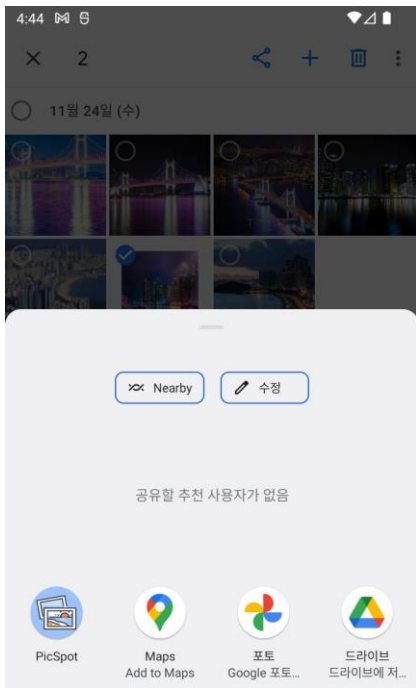 4:44
2
11월 24일 (수)
Nearby
수정
공유할 추천 사용자가 없음
PicSpot
Maps
Add to Maps
포토
Google 포토...
드라이브
드라이브에 저...